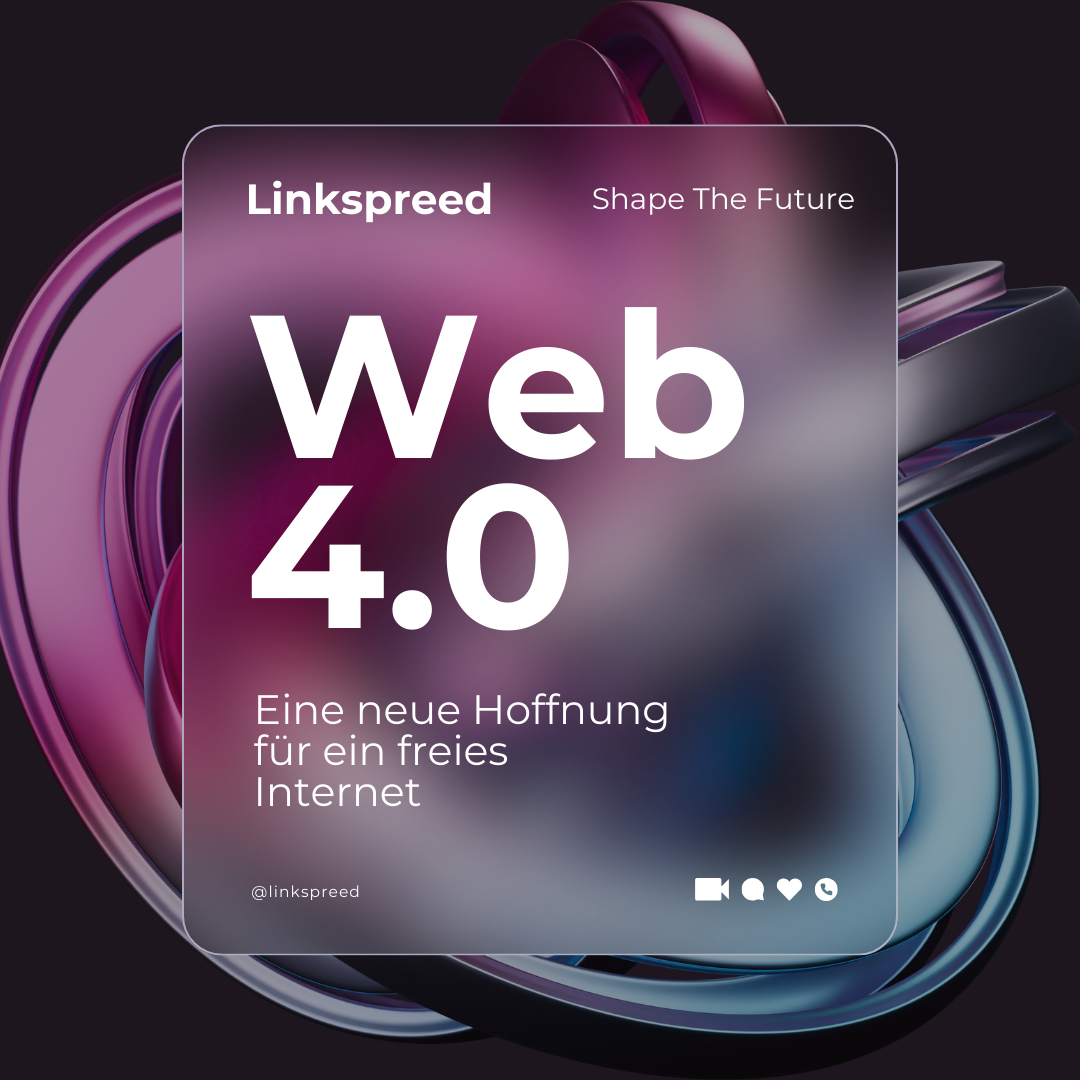 Linkspreed
Shape The Future
Web
4.0
Eine neue Hoffnung
für ein freies
Internet
@linkspreed